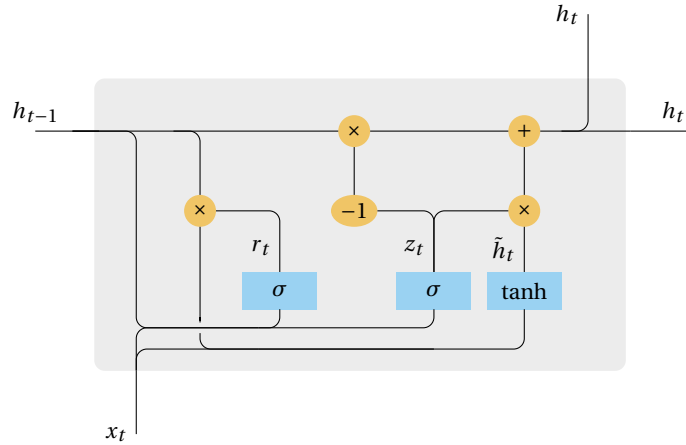 h_t
h_{t−1} × + h_t
× −1 ×
r_t z_t h̃_t
σ σ tanh
x_t